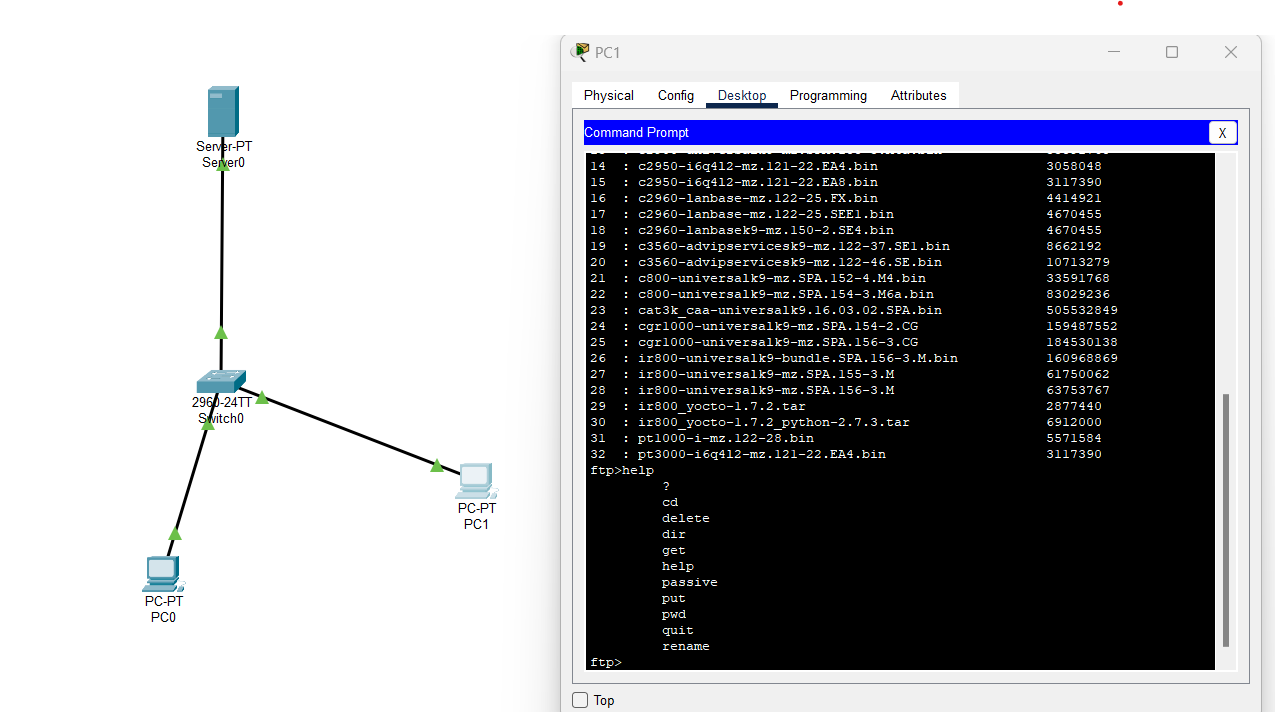 PC1
Physical Config Desktop Programming Attributes
Command Prompt X
14 : c2950-i6q4l2-mz.121-22.EA4.bin 3058048
15 : c2950-i6q4l2-mz.121-22.EA8.bin 3117390
16 : c2960-lanbase-mz.122-25.FX.bin 4414921
17 : c2960-lanbase-mz.122-25.SEE1.bin 4670455
18 : c2960-lanbasek9-mz.150-2.SE4.bin 4670455
19 : c3560-advipservicesk9-mz.122-37.SE1.bin 8662192
20 : c3560-advipservicesk9-mz.122-46.SE.bin 10713279
21 : c800-universalk9-mz.SPA.152-4.M4.bin 33591768
22 : c800-universalk9-mz.SPA.154-3.M6a.bin 83029236
23 : cat3k_caa-universalk9.16.03.02.SPA.bin 505532849
24 : cgr1000-universalk9-mz.SPA.154-2.CG 159487552
25 : cgr1000-universalk9-mz.SPA.156-3.CG 184530138
26 : ir800-universalk9-bundle.SPA.156-3.M.bin 160968869
27 : ir800-universalk9-mz.SPA.155-3.M 61750062
28 : ir800-universalk9-mz.SPA.156-3.M 63753767
29 : ir800_yocto-1.7.2.tar 2877440
30 : ir800_yocto-1.7.2_python-2.7.3.tar 6912000
31 : pt1000-i-mz.122-28.bin 5571584
32 : pt3000-i6q4l2-mz.121-22.EA4.bin 3117390
ftp>help
?
cd
delete
dir
get
help
passive
put
pwd
quit
rename
ftp>
Top
Server-PT
Server0
2960-24TT
Switch0
PC-PT
PC1
PC-PT
PC0